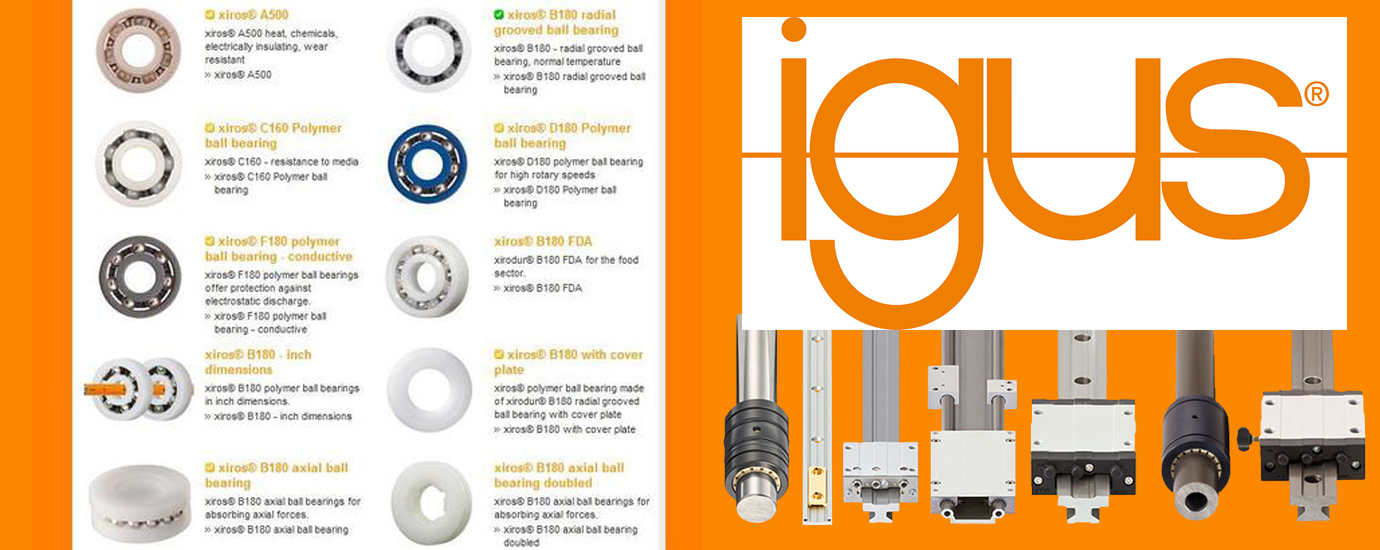 xiros® A500
xiros® A500 heat, chemicals,
electrically insulating, wear
resistant
» xiros® A500
xiros® B180 radial
grooved ball bearing
xiros® B180 - radial grooved ball
bearing, normal temperature
» xiros® B180 radial grooved ball
bearing
xiros® C160 Polymer
ball bearing
xiros® C160 - resistance to media
» xiros® C160 Polymer ball
bearing
xiros® D180 Polymer
ball bearing
xiros® D180 polymer ball bearing
for high rotary speeds
» xiros® D180 Polymer ball
bearing
xiros® F180 polymer
ball bearing - conductive
xiros® F180 polymer ball bearings
offer protection against
electrostatic discharge.
» xiros® F180 polymer ball
bearing - conductive
xiros® B180 FDA
xirodur® B180 FDA for the food
sector.
» xiros® B180 FDA
xiros® B180 - inch
dimensions
xiros® B180 polymer ball bearings
in inch dimensions.
» xiros® B180 - inch dimensions
xiros® B180 with cover
plate
xiros® polymer ball bearing made
of xirodur® B180 radial grooved
ball bearing with cover plate
» xiros® B180 with cover plate
xiros® B180 axial ball
bearing
xiros® B180 axial ball bearings for
absorbing axial forces.
» xiros® B180 axial ball bearing
xiros® B180 axial ball
bearing doubled
xiros® B180 axial ball bearings for
absorbing axial forces.
» xiros® B180 axial ball bearing
doubled
igus®